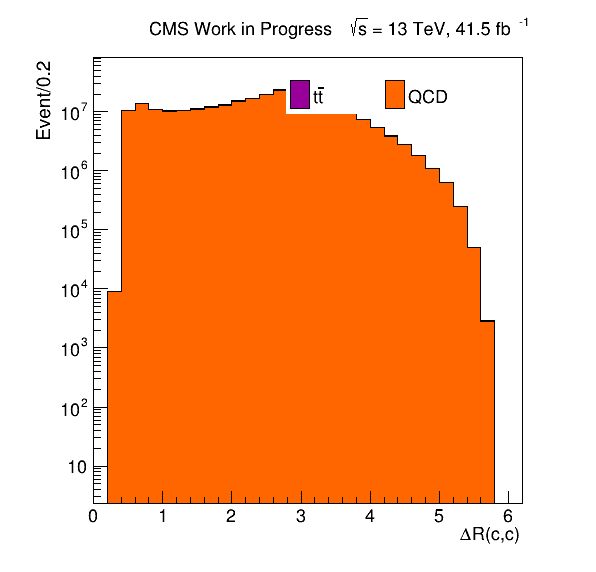 CMS Work in Progress √s = 13 TeV, 41.5 fb⁻¹
Event/0.2
tt̄ QCD
10⁷
10⁶
10⁵
10⁴
10³
10²
10
0 1 2 3 4 5 6
ΔR(c,c)